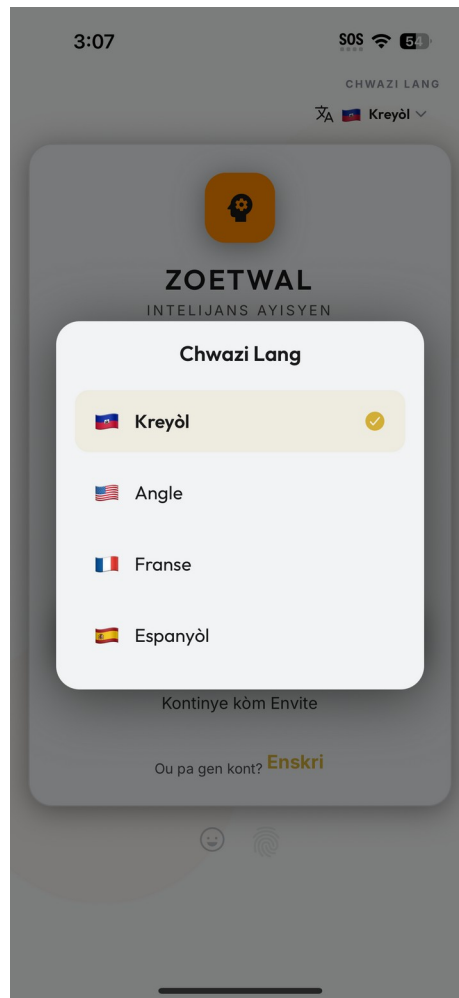 3:07
SOS
54
CHWAZI LANG
Kreyòl
ZOETWAL
INTELIJANS AYISYEN
Chwazi Lang
Kreyòl
Angle
Franse
Espanyòl
Kontinye kòm Envite
Ou pa gen kont? Enskri